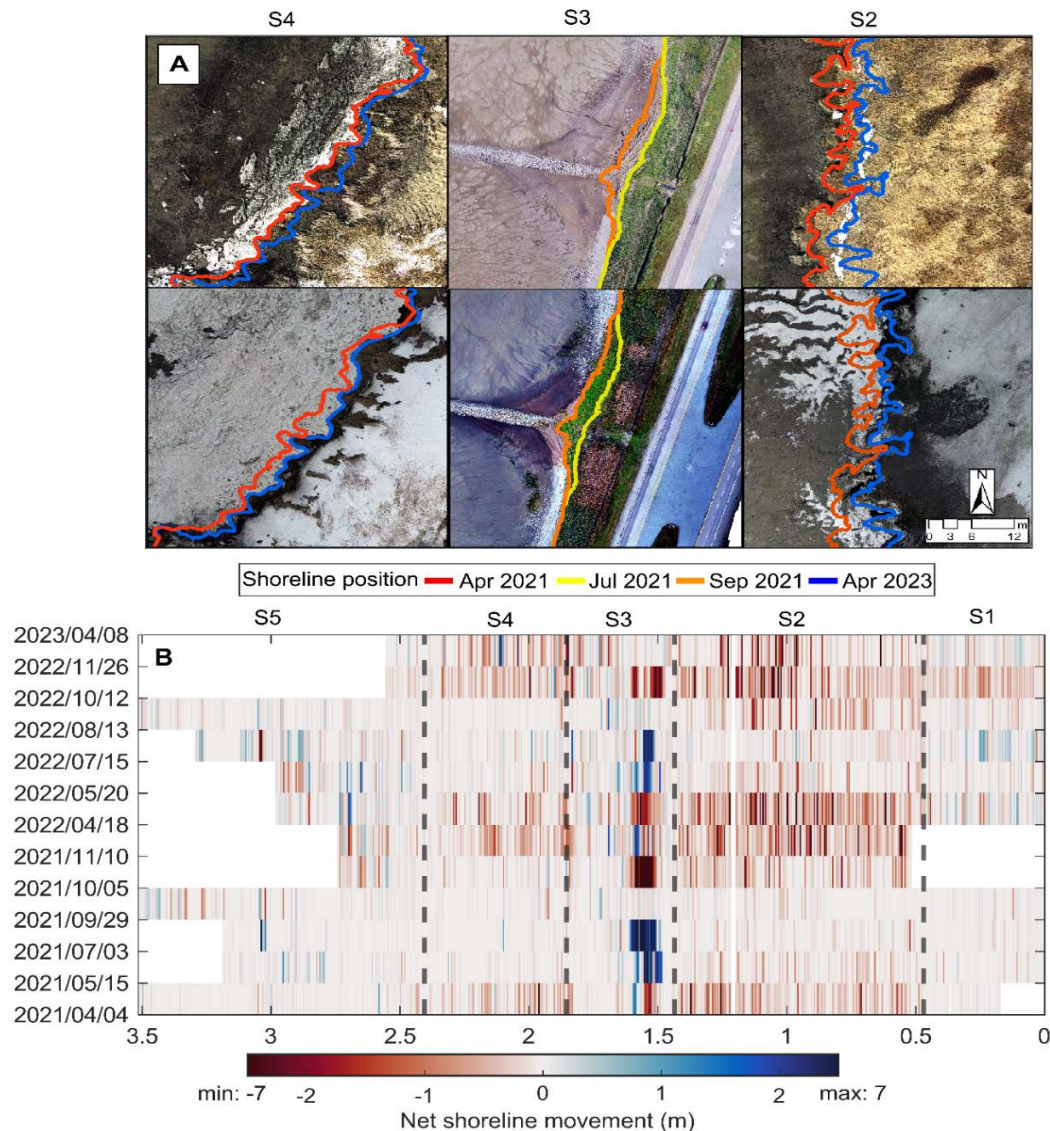 S4 S3 S2
A
N
0 3 6 12 m
Shoreline position Apr 2021 Jul 2021 Sep 2021 Apr 2023
S5 S4 S3 S2 S1
B
2023/04/08
2022/11/26
2022/10/12
2022/08/13
2022/07/15
2022/05/20
2022/04/18
2021/11/10
2021/10/05
2021/09/29
2021/07/03
2021/05/15
2021/04/04
3.5 3 2.5 2 1.5 1 0.5 0
min: -7 -2 -1 0 1 2 max: 7
Net shoreline movement (m)